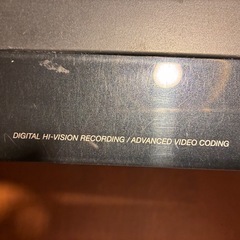 DIGITAL HI-VISION RECORDING / ADVANCED VIDEO CODING